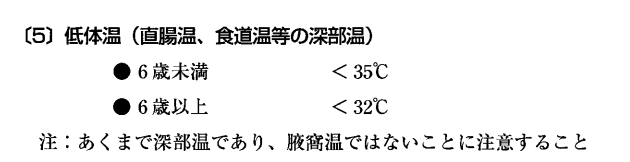 〔5〕低体温（直腸温、食道温等の深部温）
● 6歳未満 ＜35℃
● 6歳以上 ＜32℃
注：あくまで深部温であり、腋窩温ではないことに注意すること